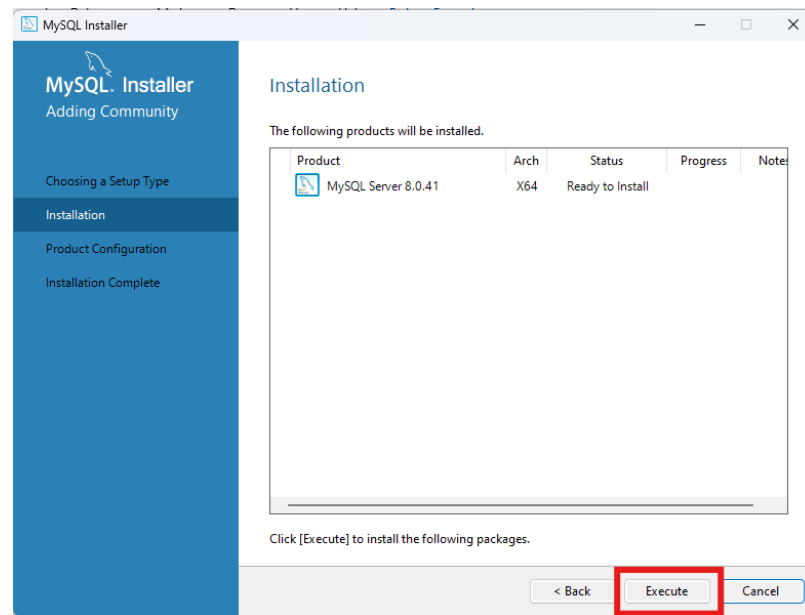 MySQL Installer
MySQL. Installer
Adding Community
Choosing a Setup Type
Installation
Product Configuration
Installation Complete
Installation
The following products will be installed.
Product Arch Status Progress Notes
MySQL Server 8.0.41 X64 Ready to Install
Click [Execute] to install the following packages.
< Back Execute Cancel